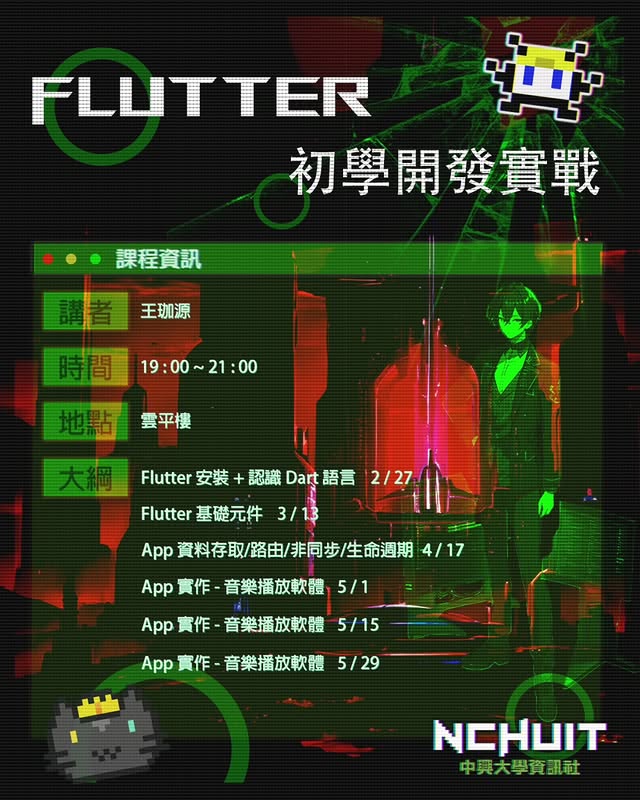 FLUTTER
初學開發實戰
課程資訊
講者 王珈源
時間 19:00 ~ 21:00
地點 雲平樓
大綱 Flutter 安裝 + 認識 Dart 語言 2 / 27
Flutter 基礎元件 3 / 13
App 資料存取/路由/非同步/生命週期 4 / 17
App 實作 - 音樂播放軟體 5 / 1
App 實作 - 音樂播放軟體 5 / 15
App 實作 - 音樂播放軟體 5 / 29
NCHUIT
中興大學資訊社